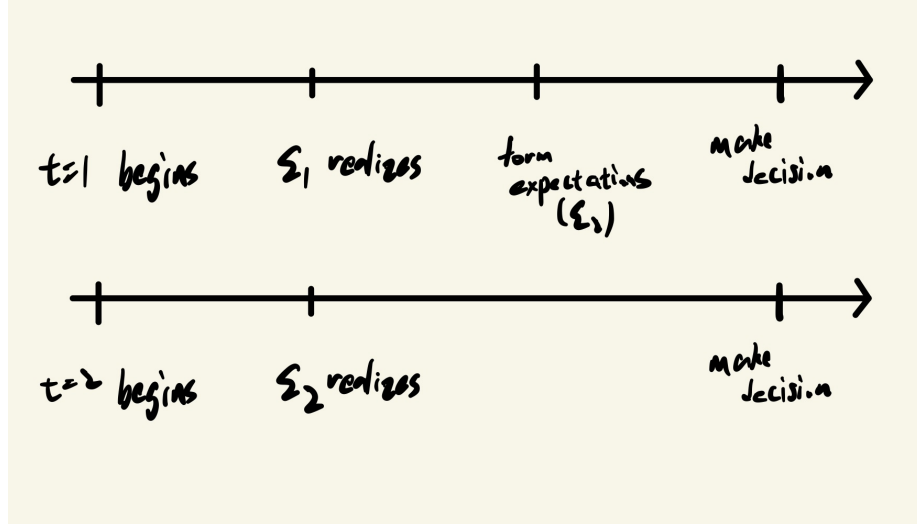 t=1 begins
ε₁ realizes
form
expectations
(ε₂)
make
decision
t=2 begins
ε₂ realizes
make
decision